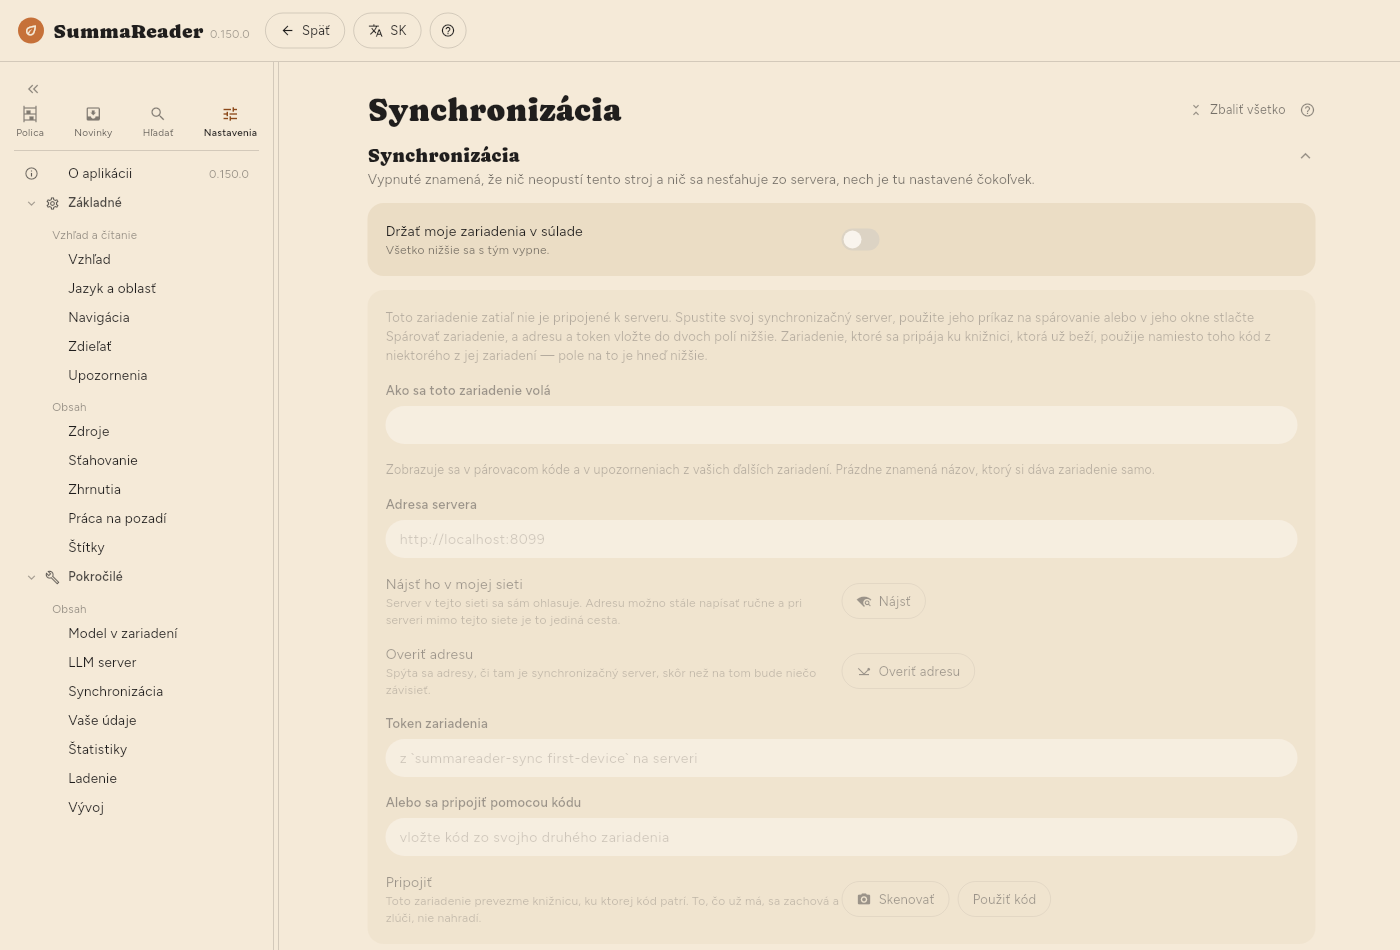 SummaReader 0.150.0
Späť
SK
Polica
Novinky
Hľadať
Nastavenia
O aplikácii 0.150.0
Základné
Vzhľad a čítanie
Vzhľad
Jazyk a oblasť
Navigácia
Zdieľať
Upozornenia
Obsah
Zdroje
Sťahovanie
Zhrnutia
Práca na pozadí
Štítky
Pokročilé
Obsah
Model v zariadení
LLM server
Synchronizácia
Vaše údaje
Štatistiky
Ladenie
Vývoj
Synchronizácia
Zbaliť všetko
Synchronizácia
Vypnuté znamená, že nič neopustí tento stroj a nič sa nesťahuje zo servera, nech je tu nastavené čokoľvek.
Držať moje zariadenia v súlade
Všetko nižšie sa s tým vypne.
Toto zariadenie zatiaľ nie je pripojené k serveru. Spustite svoj synchronizačný server, použite jeho príkaz na spárovanie alebo v jeho okne stlačte
Spárovať zariadenie, a adresu a token vložte do dvoch polí nižšie. Zariadenie, ktoré sa pripája ku knižnici, ktorá už beží, použije namiesto toho kód z
niektorého z jej zariadení — pole na to je hneď nižšie.
Ako sa toto zariadenie volá
Zobrazuje sa v párovacom kóde a v upozorneniach z vašich ďalších zariadení. Prázdne znamená názov, ktorý si dáva zariadenie samo.
Adresa servera
http://localhost:8099
Nájsť ho v mojej sieti
Server v tejto sieti sa sám ohlasuje. Adresu možno stále napísať ručne a pri
serveri mimo tejto siete je to jediná cesta.
Nájsť
Overiť adresu
Spýta sa adresy, či tam je synchronizačný server, skôr než na tom bude niečo
závisieť.
Overiť adresu
Token zariadenia
z `summareader-sync first-device` na serveri
Alebo sa pripojiť pomocou kódu
vložte kód zo svojho druhého zariadenia
Pripojiť
Toto zariadenie prevezme knižnicu, ku ktorej kód patrí. To, čo už má, sa zachová a
zlúči, nie nahradí.
Skenovať
Použiť kód